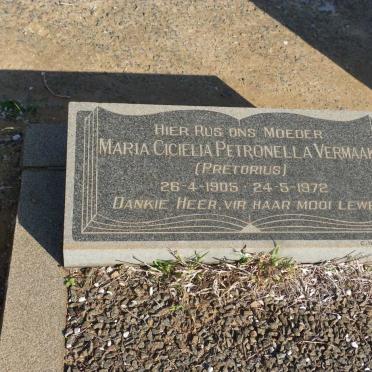 HIER RUS ONS MOEDER
MARIA CICIELIA PETRONELLA VERMAAK
(PRETORIUS)
26-4-1905 - 24-5-1972
DANKIE, HEER, VIR HAAR MOOI LEWE